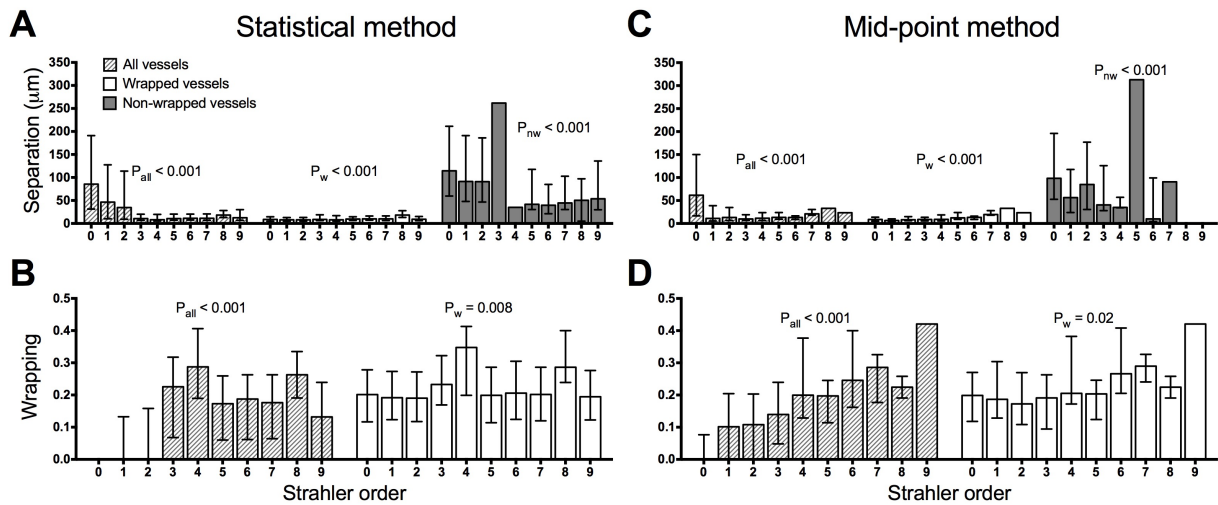 A Statistical method
Separation (μm)
350
300
250
200
150
100
50
0
All vessels
Wrapped vessels
Non-wrapped vessels
Pall < 0.001
Pw < 0.001
Pnw < 0.001
0 1 2 3 4 5 6 7 8 9 0 1 2 3 4 5 6 7 8 9 0 1 2 3 4 5 6 7 8 9
C Mid-point method
350
300
250
200
150
100
50
0
Pall < 0.001
Pw < 0.001
Pnw < 0.001
0 1 2 3 4 5 6 7 8 9 0 1 2 3 4 5 6 7 8 9 0 1 2 3 4 5 6 7 8 9
B
Wrapping
0.5
0.4
0.3
0.2
0.1
0.0
Pall < 0.001
Pw = 0.008
0 1 2 3 4 5 6 7 8 9 0 1 2 3 4 5 6 7 8 9
Strahler order
D
0.5
0.4
0.3
0.2
0.1
0.0
Pall < 0.001
Pw = 0.02
0 1 2 3 4 5 6 7 8 9 0 1 2 3 4 5 6 7 8 9
Strahler order